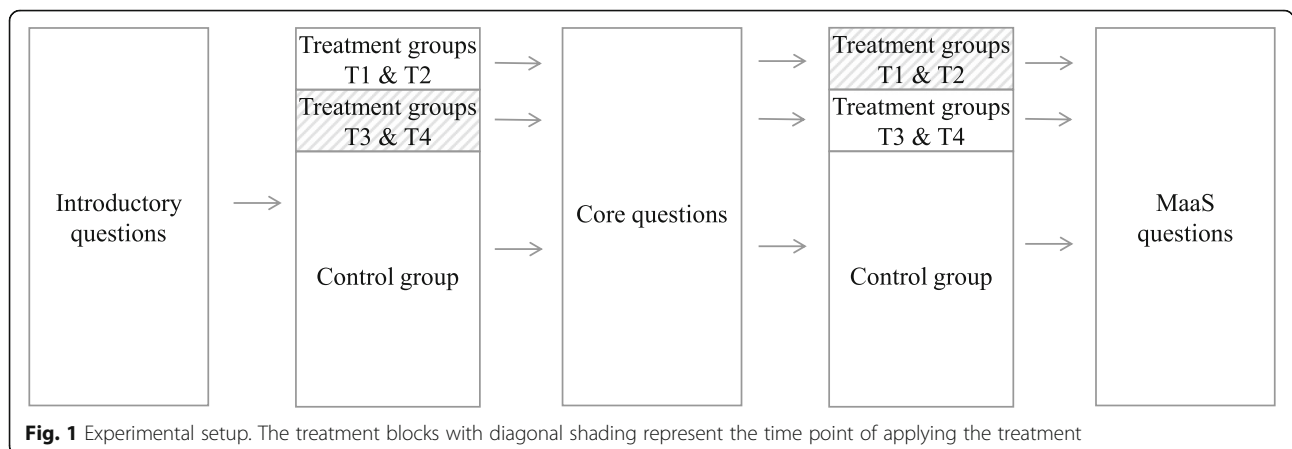 Introductory
questions
Treatment groups
T1 & T2
Treatment groups
T3 & T4
Control group
Core questions
Treatment groups
T1 & T2
Treatment groups
T3 & T4
Control group
MaaS
questions
Fig. 1 Experimental setup. The treatment blocks with diagonal shading represent the time point of applying the treatment